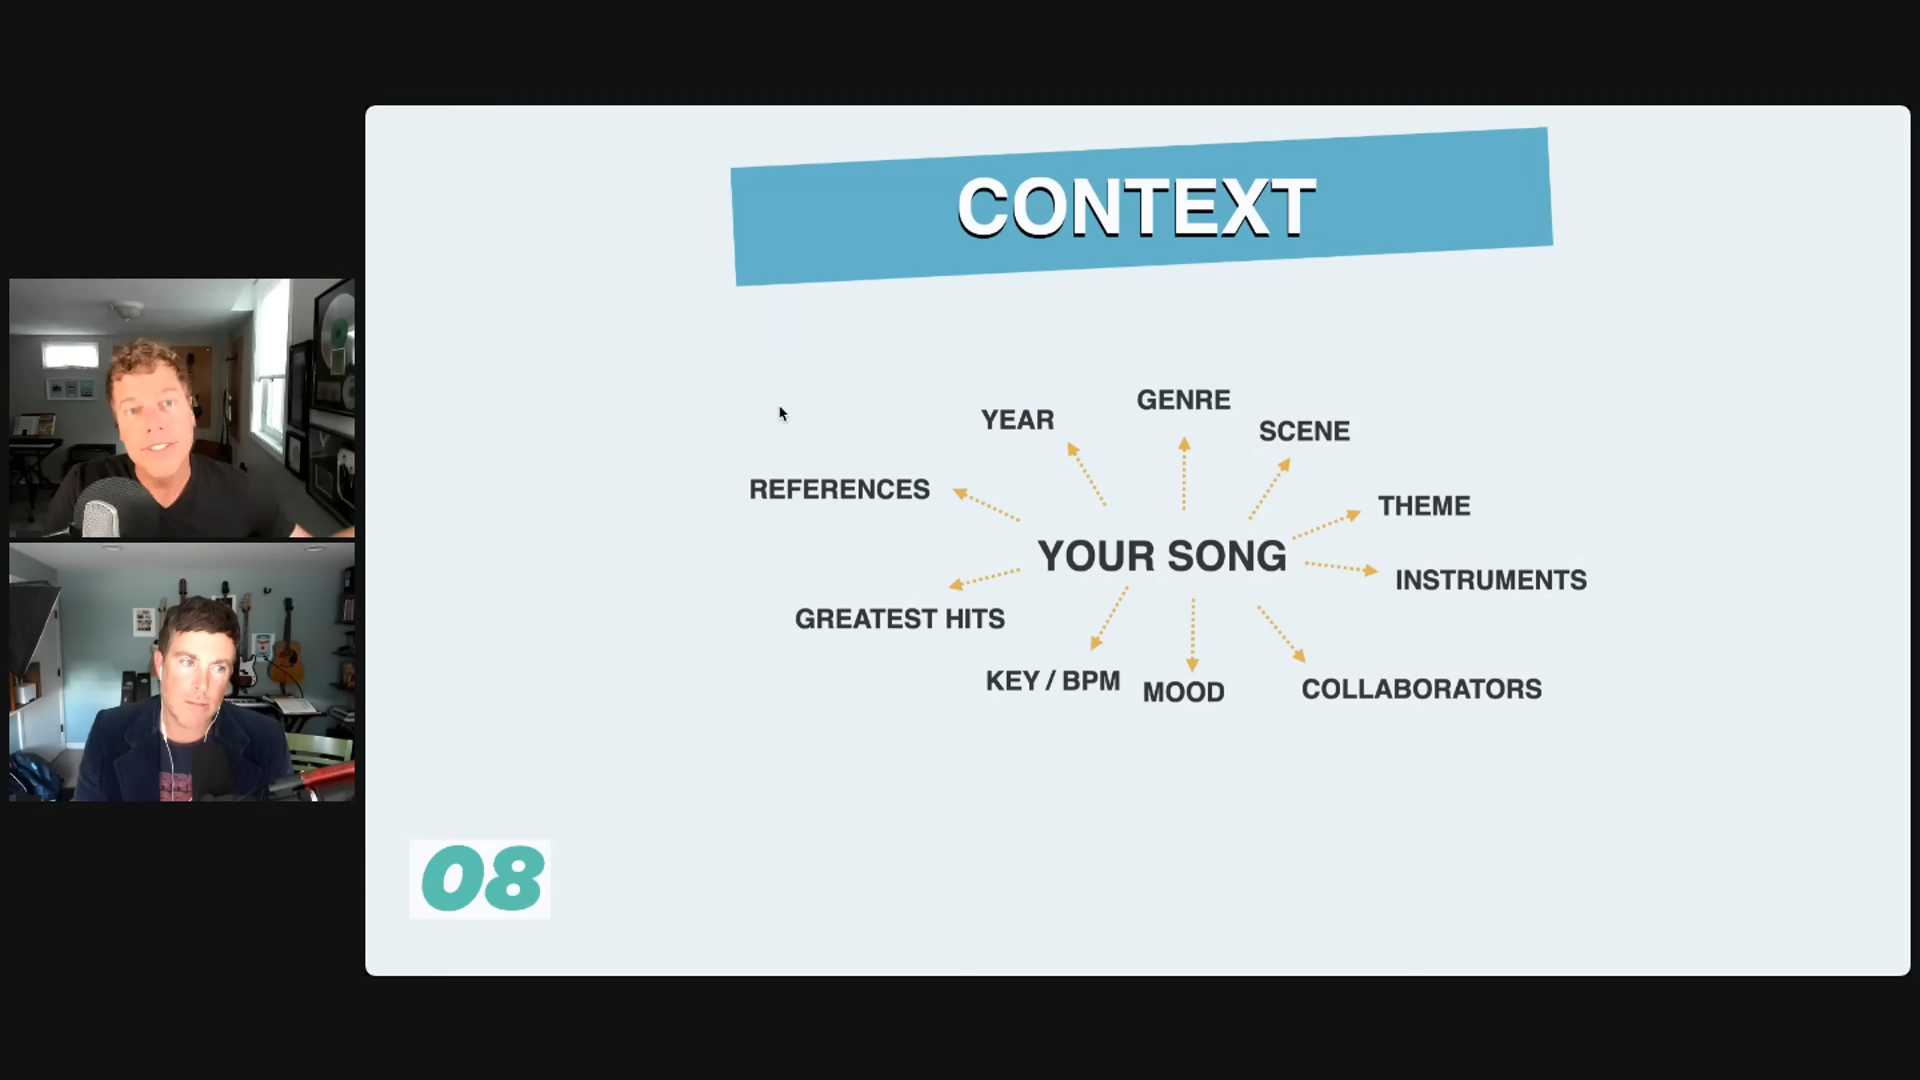 CONTEXT
GENRE
YEAR
SCENE
REFERENCES
THEME
YOUR SONG
INSTRUMENTS
GREATEST HITS
KEY / BPM
MOOD
COLLABORATORS
08